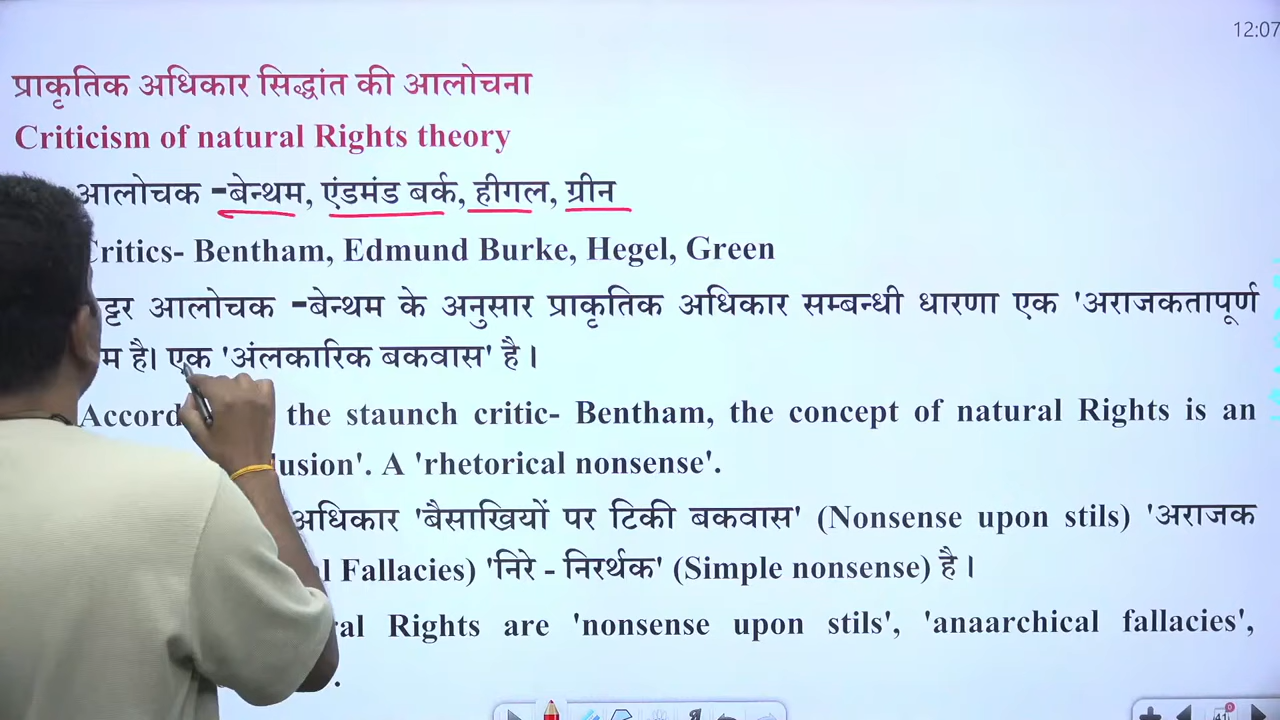 12:07
प्राकृतिक अधिकार सिद्धांत की आलोचना
Criticism of natural Rights theory
आलोचक -बेन्थम, एंडमंड बर्क, हीगल, ग्रीन
Critics- Bentham, Edmund Burke, Hegel, Green
आलोचक -बेन्थम के अनुसार प्राकृतिक अधिकार सम्बन्धी धारणा एक 'अराजकतापूर्ण
है। एक 'अंलकारिक बकवास' है।
the staunch critic- Bentham, the concept of natural Rights is an
A 'rhetorical nonsense'.
अधिकार 'बैसाखियों पर टिकी बकवास' (Nonsense upon stils) 'अराजक
Fallacies) 'निरे - निरर्थक' (Simple nonsense) है।
Rights are 'nonsense upon stils', 'anaarchical fallacies',
41